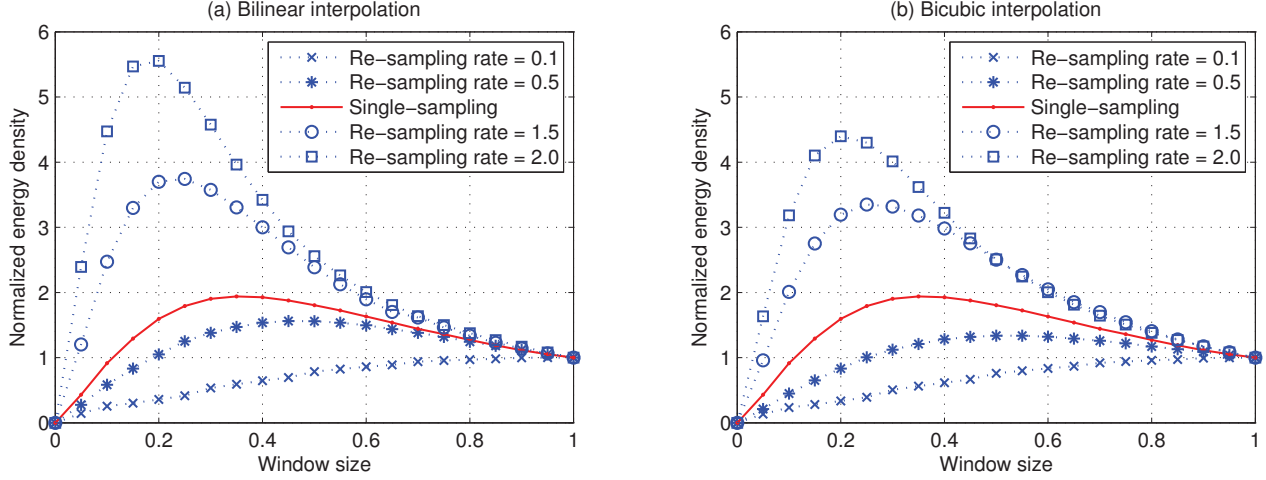 (a) Bilinear interpolation
6
5
4
3
2
1
0
Normalized energy density
Re-sampling rate = 0.1
Re-sampling rate = 0.5
Single-sampling
Re-sampling rate = 1.5
Re-sampling rate = 2.0
0 0.2 0.4 0.6 0.8 1
Window size
(b) Bicubic interpolation
6
5
4
3
2
1
0
Normalized energy density
Re-sampling rate = 0.1
Re-sampling rate = 0.5
Single-sampling
Re-sampling rate = 1.5
Re-sampling rate = 2.0
0 0.2 0.4 0.6 0.8 1
Window size